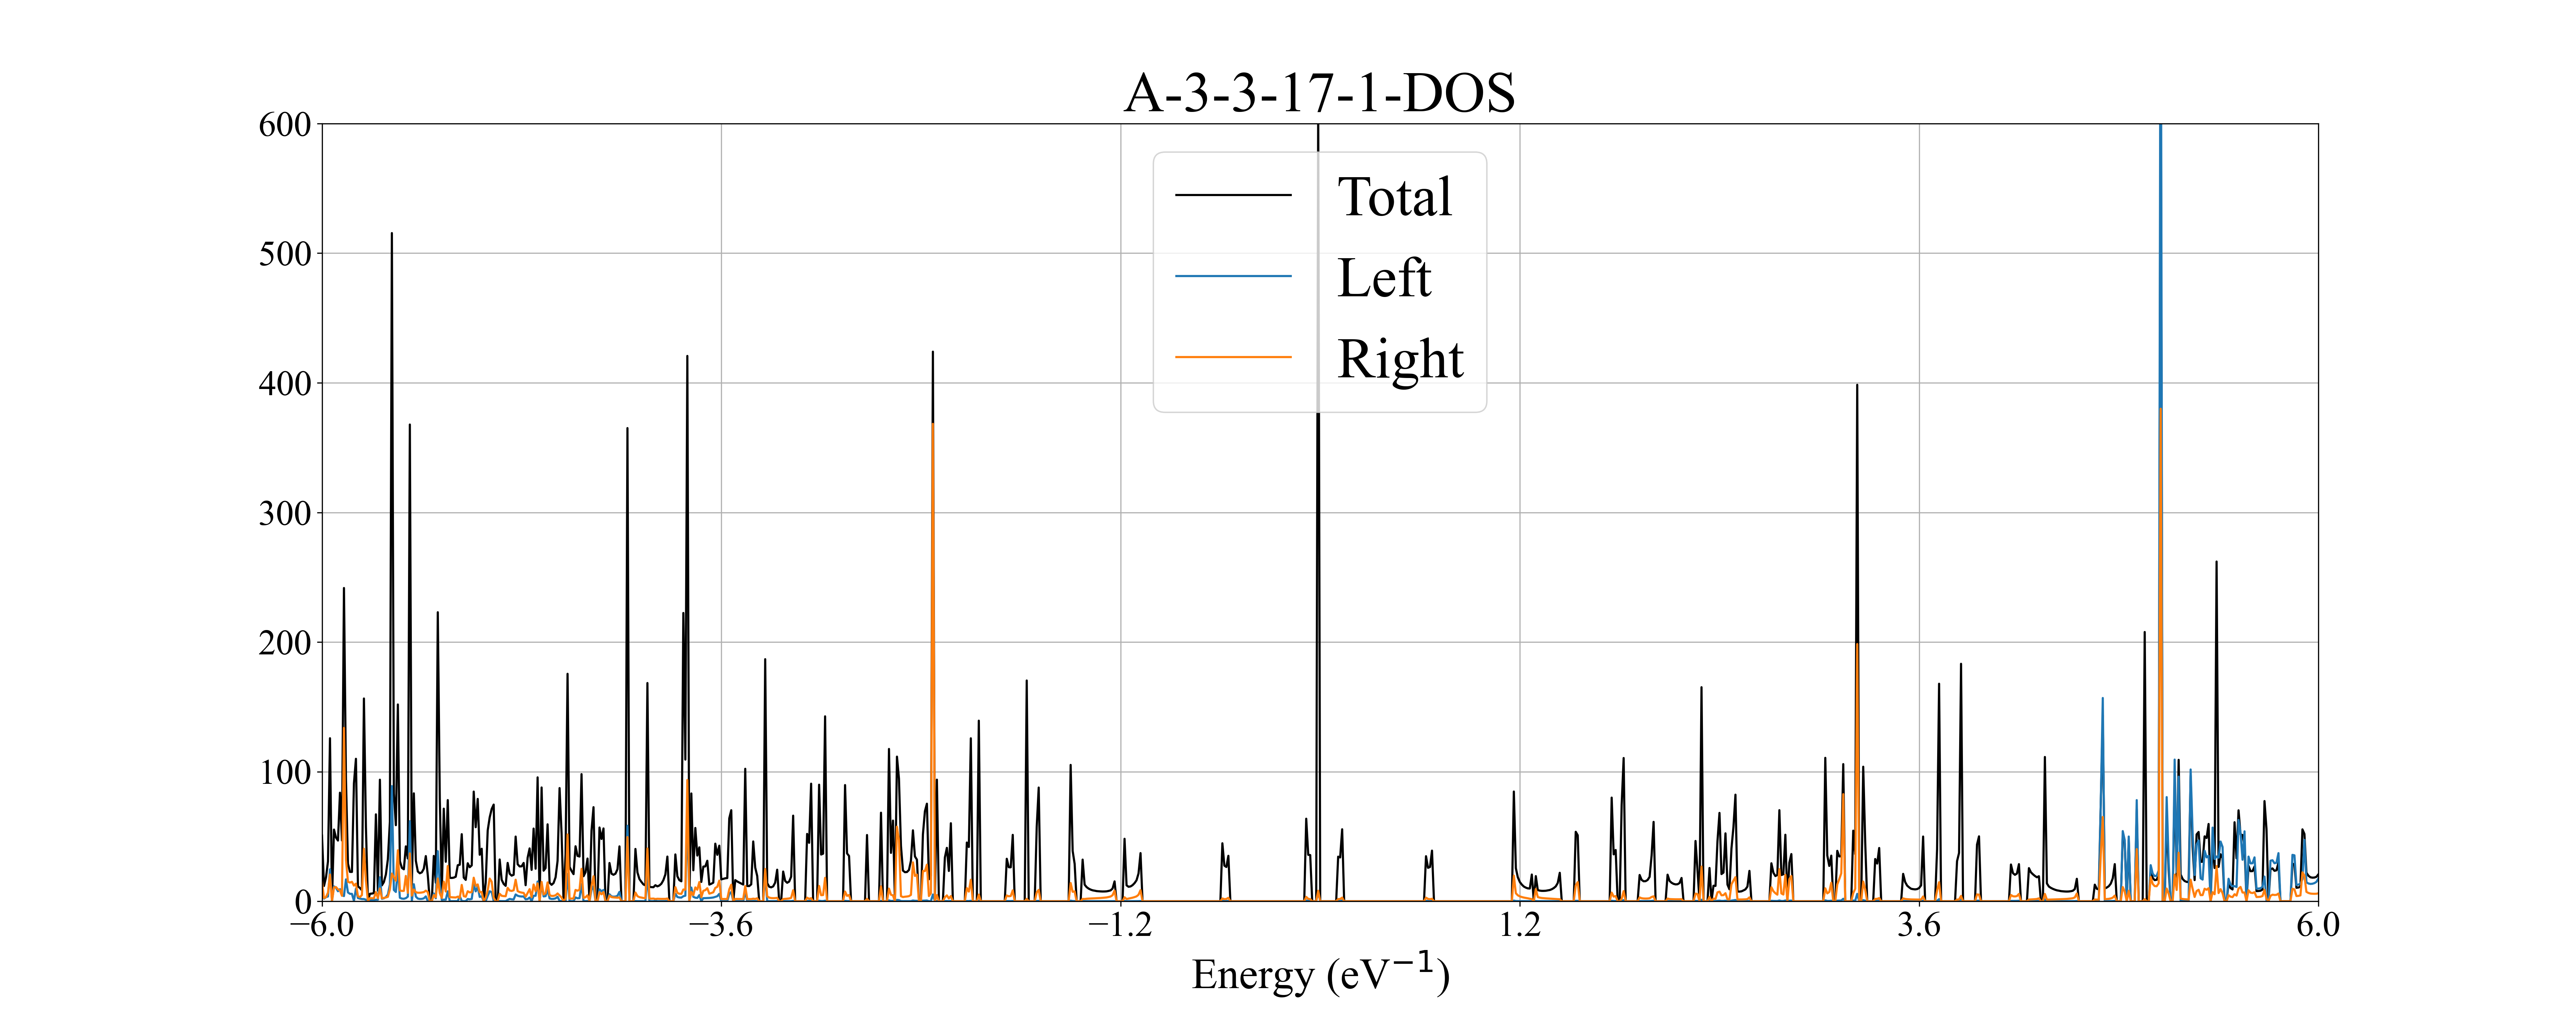 A-3-3-17-1-DOS
600
500
400
300
200
100
0
Total
Left
Right
−6.0 −3.6 −1.2 1.2 3.6 6.0
Energy (eV⁻¹)